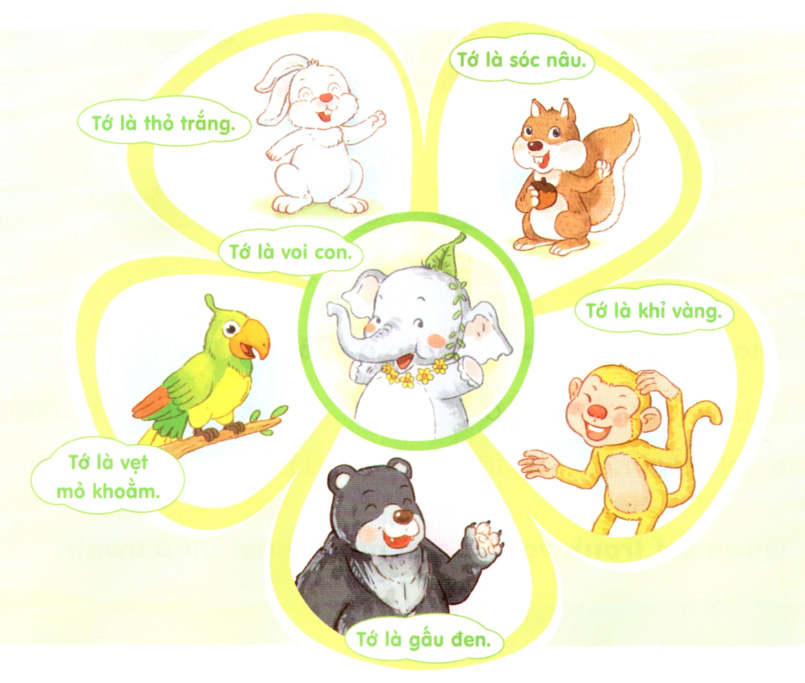 Tớ là sóc nâu.
Tớ là thỏ trắng.
Tớ là voi con.
Tớ là khỉ vàng.
Tớ là vẹt
mỏ khoằm.
Tớ là gấu đen.